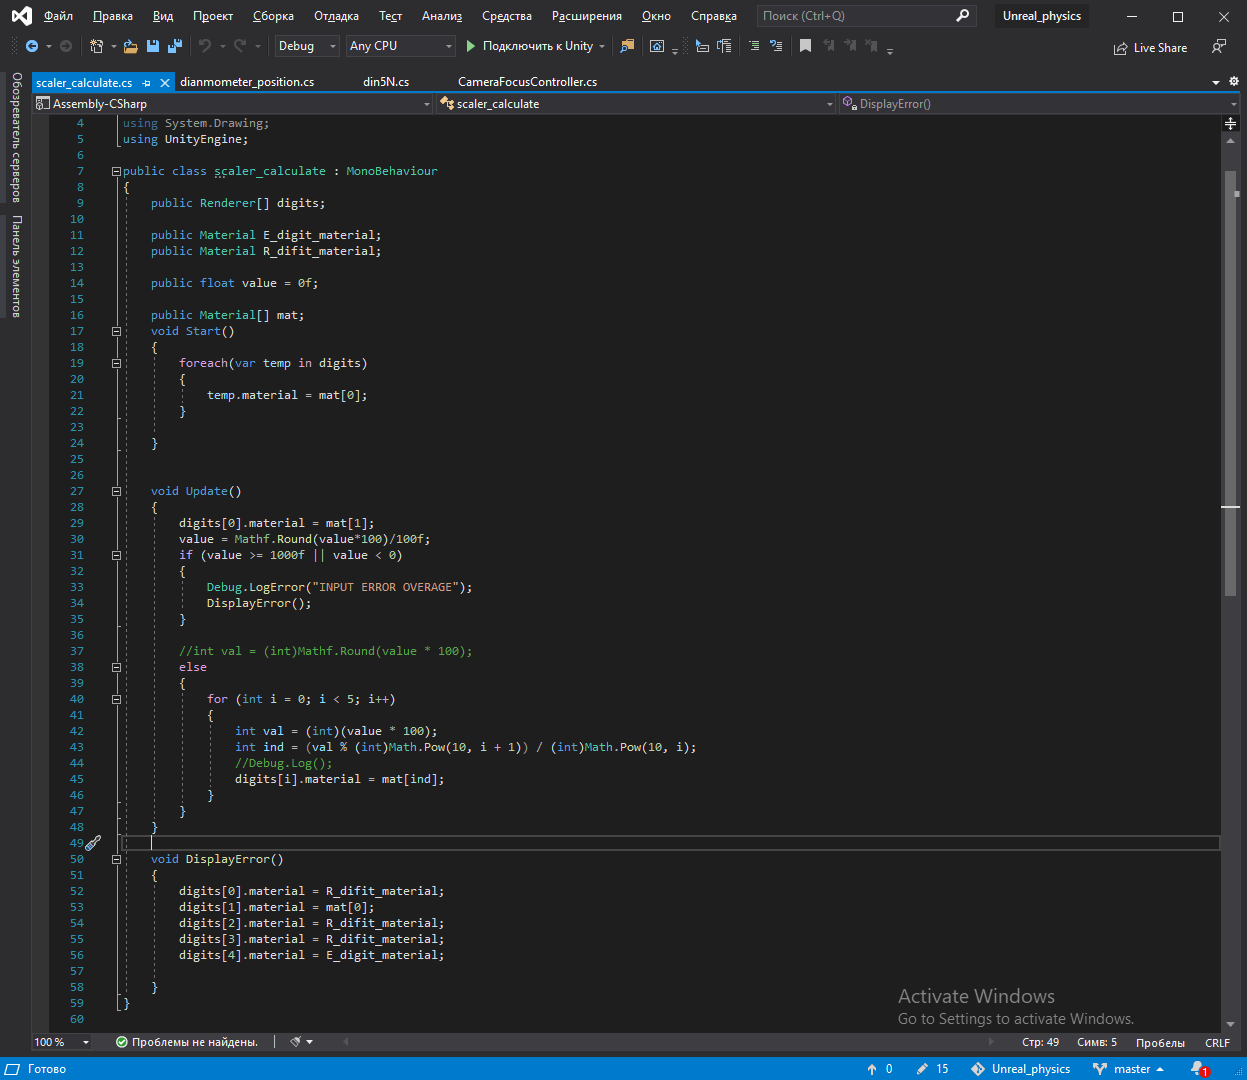 Файл Правка Вид Проект Сборка Отладка Тест Анализ Средства Расширения Окно Справка Поиск (Ctrl+Q) Unreal_physics
Debug Any CPU Подключить к Unity Live Share
scaler_calculate.cs dianmometer_position.cs din5N.cs CameraFocusController.cs
Assembly-CSharp scaler_calculate DisplayError()
Обозреватель серверов
Панель элементов
4 using System.Drawing;
5 using UnityEngine;
6
7 public class scaler_calculate : MonoBehaviour
8 {
9 public Renderer[] digits;
10
11 public Material E_digit_material;
12 public Material R_difit_material;
13
14 public float value = 0f;
15
16 public Material[] mat;
17 void Start()
18 {
19 foreach(var temp in digits)
20 {
21 temp.material = mat[0];
22 }
23
24 }
25
26
27 void Update()
28 {
29 digits[0].material = mat[1];
30 value = Mathf.Round(value*100)/100f;
31 if (value >= 1000f || value < 0)
32 {
33 Debug.LogError("INPUT ERROR OVERAGE");
34 DisplayError();
35 }
36
37 //int val = (int)Mathf.Round(value * 100);
38 else
39 {
40 for (int i = 0; i < 5; i++)
41 {
42 int val = (int)(value * 100);
43 int ind = (val % (int)Math.Pow(10, i + 1)) / (int)Math.Pow(10, i);
44 //Debug.Log();
45 digits[i].material = mat[ind];
46 }
47 }
48 }
49
50 void DisplayError()
51 {
52 digits[0].material = R_difit_material;
53 digits[1].material = mat[0];
54 digits[2].material = R_difit_material;
55 digits[3].material = R_difit_material;
56 digits[4].material = E_digit_material;
57
58 }
59 }
60
Activate Windows
Go to Settings to activate Windows.
100 % Проблемы не найдены. Стр: 49 Симв: 5 Пробелы CRLF
Готово 0 15 Unreal_physics master 1